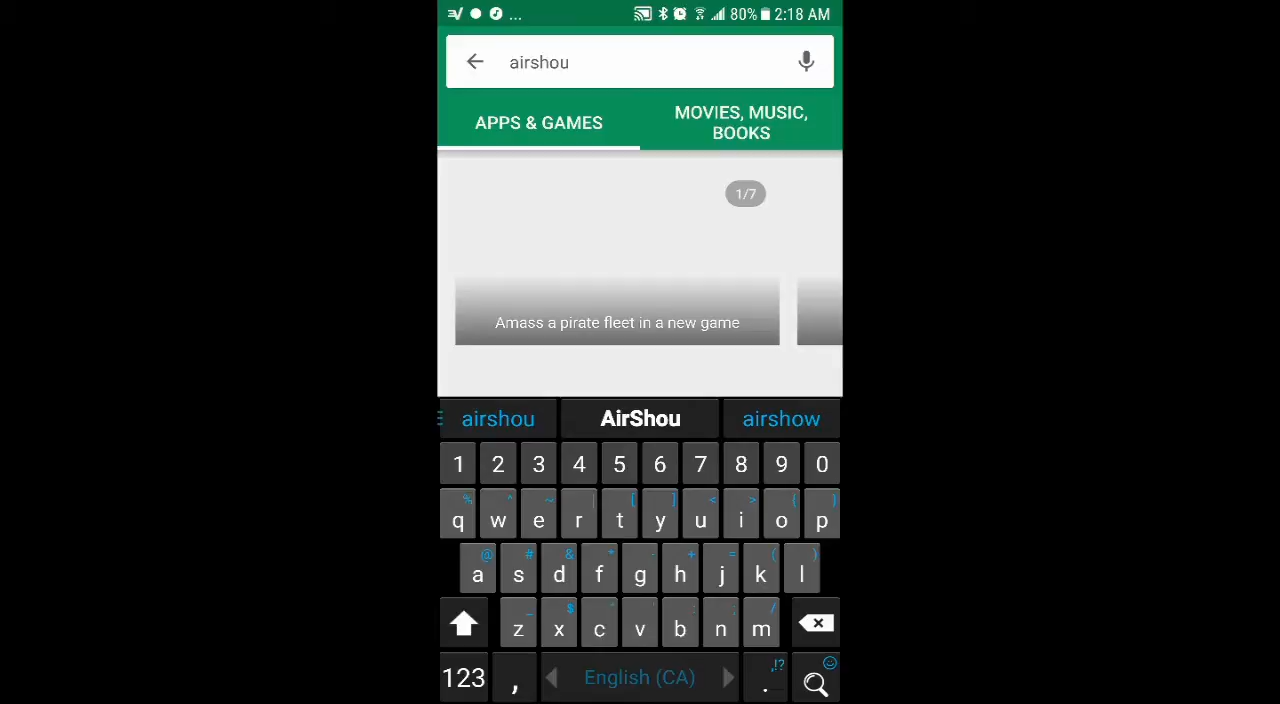 ... 80% 2:18 AM
airshou
APPS & GAMES
MOVIES, MUSIC,
BOOKS
1/7
Amass a pirate fleet in a new game
airshou AirShou airshow
1 2 3 4 5 6 7 8 9 0
% ^ ~ | [ ] < > { }
q w e r t y u i o p
@ # & * - + = ( )
a s d f g h j k l
_ $ " ' : ; /
z x c v b n m
,!?
123 , English (CA) .